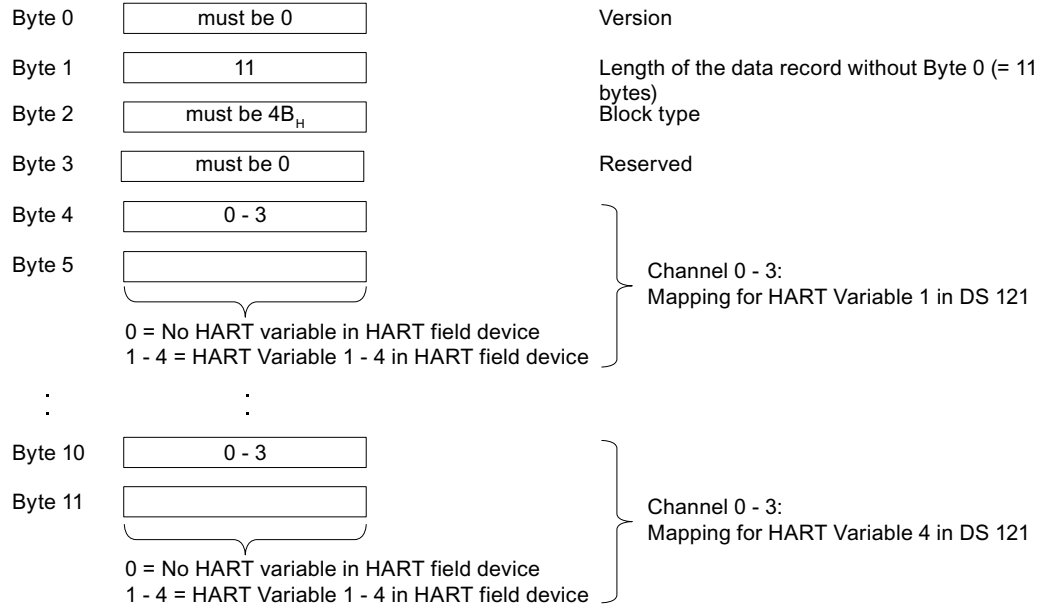 Byte 0 must be 0 Version
Byte 1 11 Length of the data record without Byte 0 (= 11
bytes)
Byte 2 must be 4BH Block type
Byte 3 must be 0 Reserved
Byte 4 0 - 3
Byte 5
Channel 0 - 3:
Mapping for HART Variable 1 in DS 121
0 = No HART variable in HART field device
1 - 4 = HART Variable 1 - 4 in HART field device
: :
Byte 10 0 - 3
Byte 11
Channel 0 - 3:
Mapping for HART Variable 4 in DS 121
0 = No HART variable in HART field device
1 - 4 = HART Variable 1 - 4 in HART field device